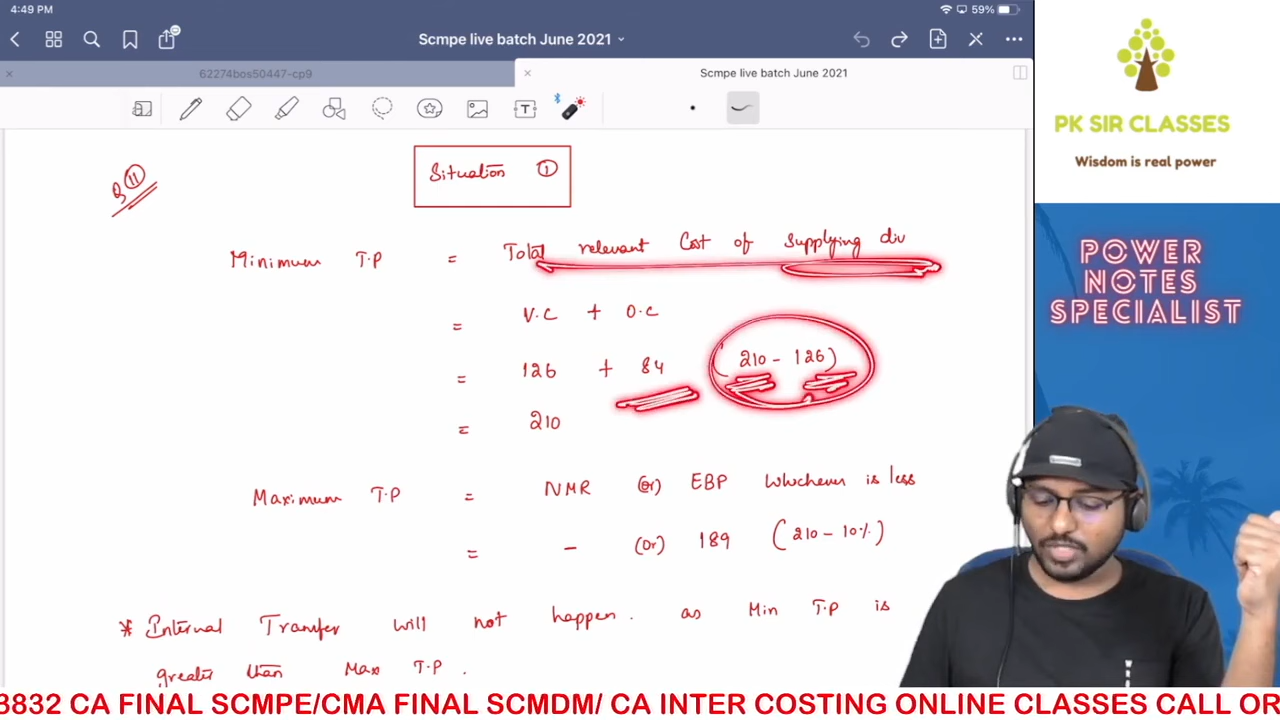 4:49 PM
59%
Scmpe live batch June 2021
62274bos50447-cp9
Scmpe live batch June 2021
PK SIR CLASSES
Wisdom is real power
POWER
NOTES
SPECIALIST
Q 11
Situation 1
Minimum T.P = Total relevant Cost of Supplying div
= V.C + O.C
= 126 + 84 (210 - 126)
= 210
Maximum T.P = NMR (or) EBP Whichever is less
= - (or) 189 (210 - 10%)
* Internal Transfer will not happen. as Min T.P is
greater than Max T.P.
3832 CA FINAL SCMPE/CMA FINAL SCMDM/ CA INTER COSTING ONLINE CLASSES CALL OR